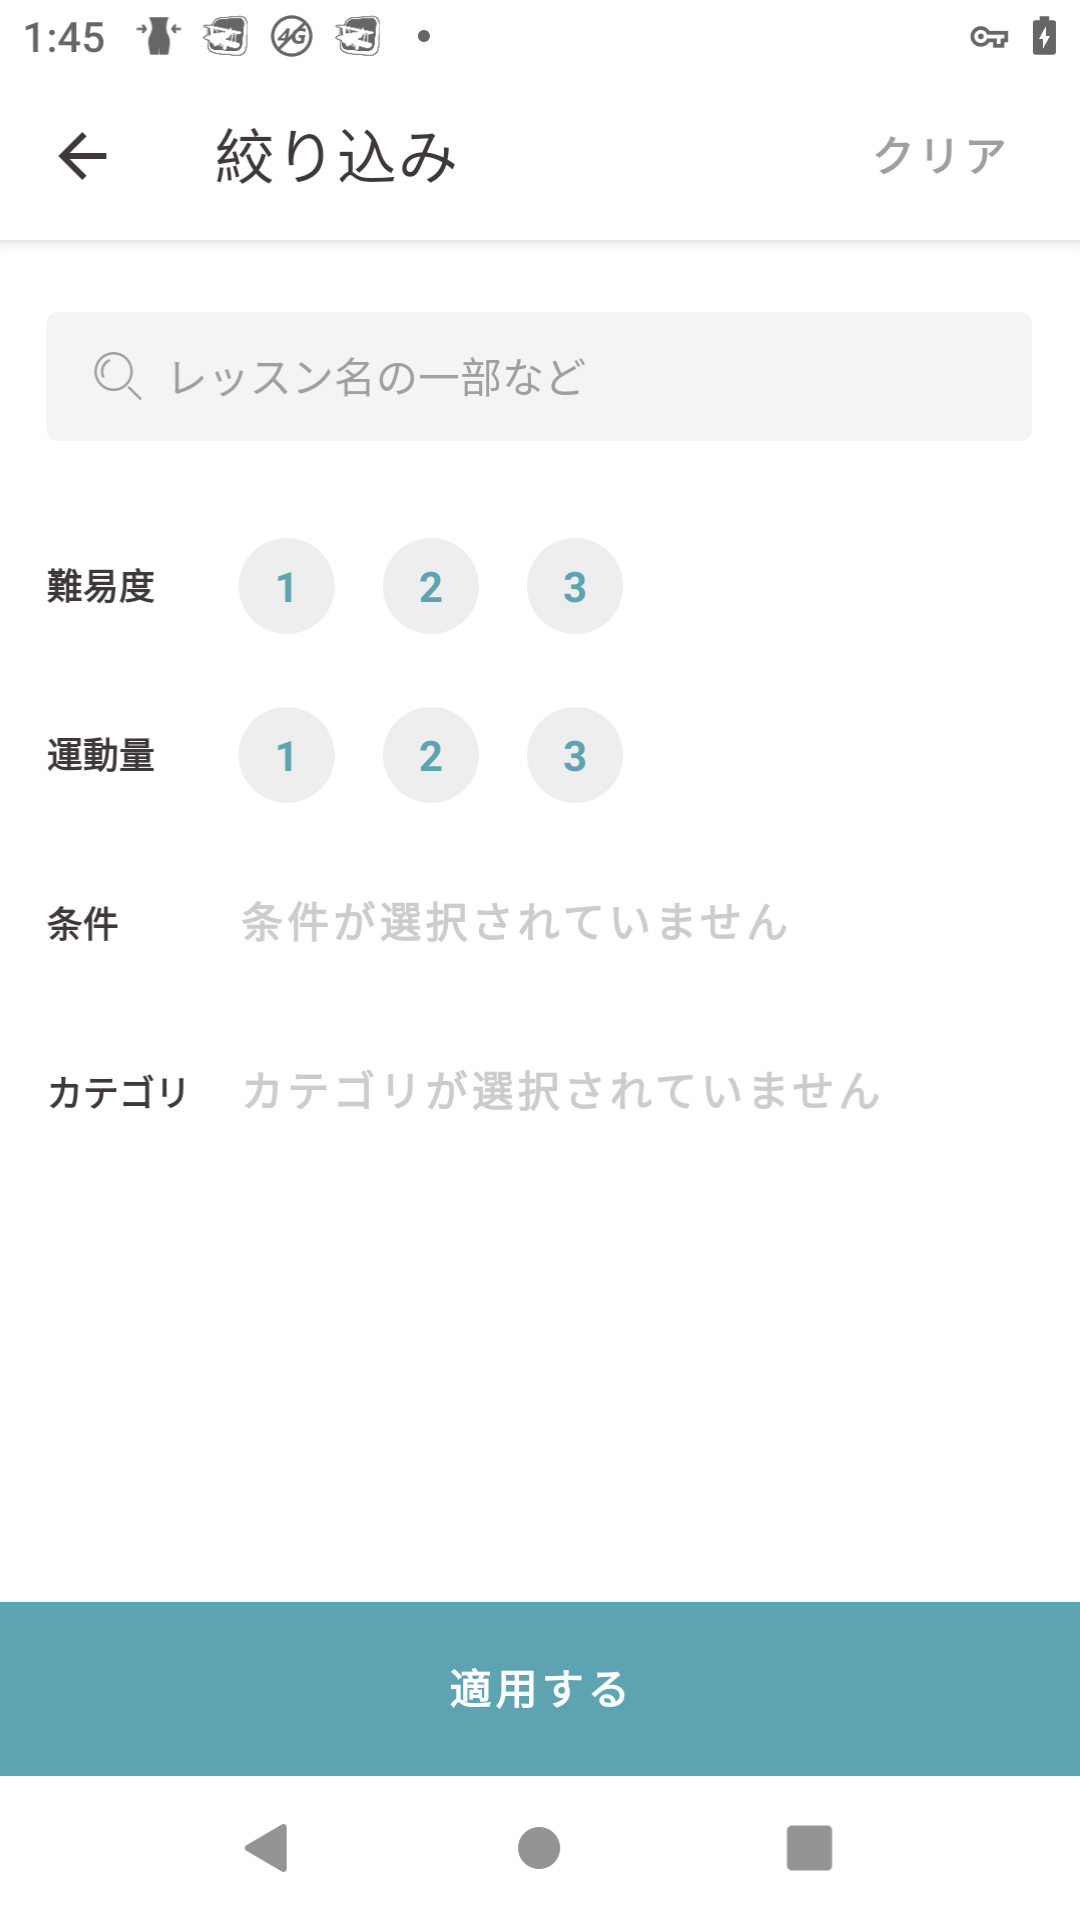 1:45
絞り込み
クリア
レッスン名の一部など
難易度 1 2 3
運動量 1 2 3
条件 条件が選択されていません
カテゴリ カテゴリが選択されていません
適用する